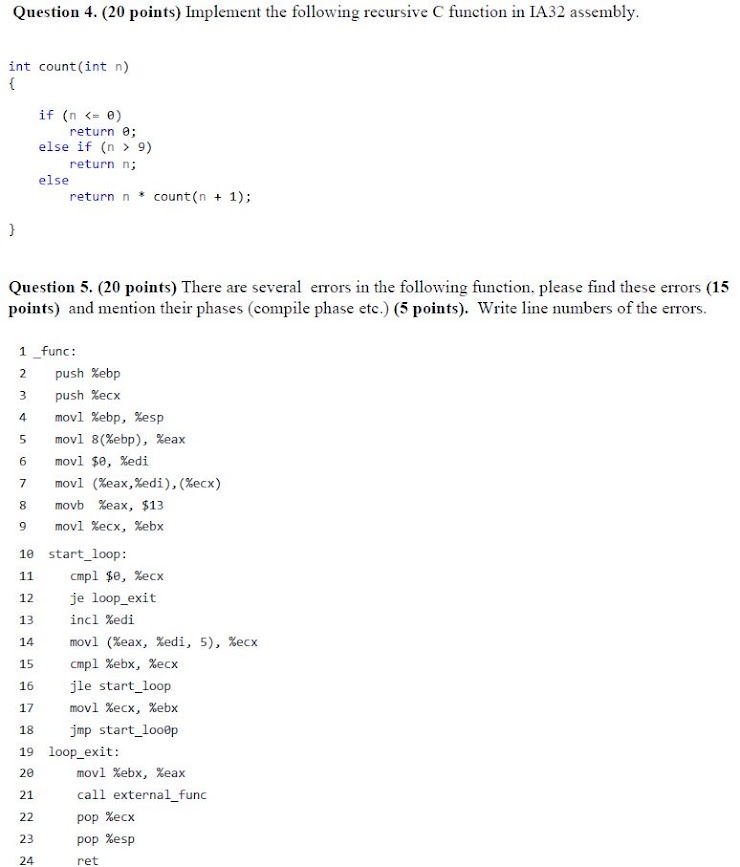 Question 4. (20 points) Implement the following recursive C function in IA32 assembly.
int count(int n)
{
if (n <= 0)
return 0;
else if (n > 9)
return n;
else
return n * count(n + 1);
}
Question 5. (20 points) There are several errors in the following function, please find these errors (15
points) and mention their phases (compile phase etc.) (5 points). Write line numbers of the errors.
1 _func:
2 push %ebp
3 push %ecx
4 movl %ebp, %esp
5 movl 8(%ebp), %eax
6 movl $0, %edi
7 movl (%eax,%edi),(%ecx)
8 movb %eax, $13
9 movl %ecx, %ebx
10 start_loop:
11 cmpl $0, %ecx
12 je loop_exit
13 incl %edi
14 movl (%eax, %edi, 5), %ecx
15 cmpl %ebx, %ecx
16 jle start_loop
17 movl %ecx, %ebx
18 jmp start_loo0p
19 loop_exit:
20 movl %ebx, %eax
21 call external_func
22 pop %ecx
23 pop %esp
24 ret